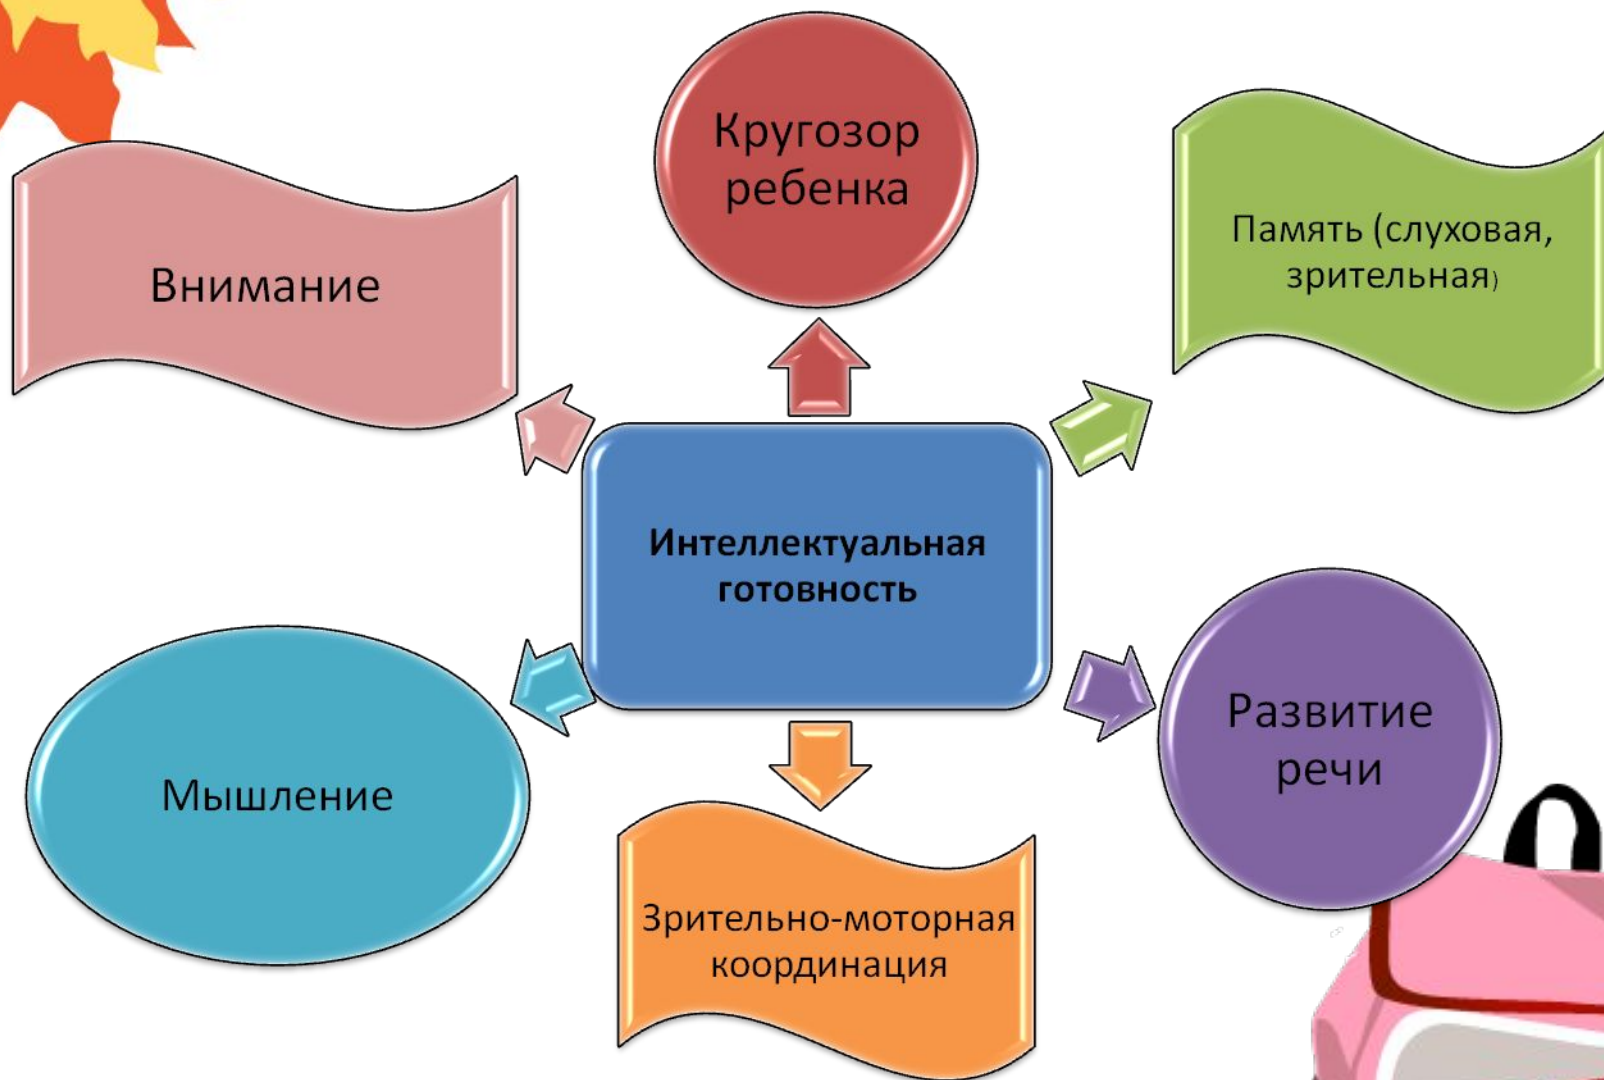 Кругозор
ребенка
Внимание
Память (слуховая,
зрительная)
Интеллектуальная
готовность
Мышление
Развитие
речи
Зрительно-моторная
координация